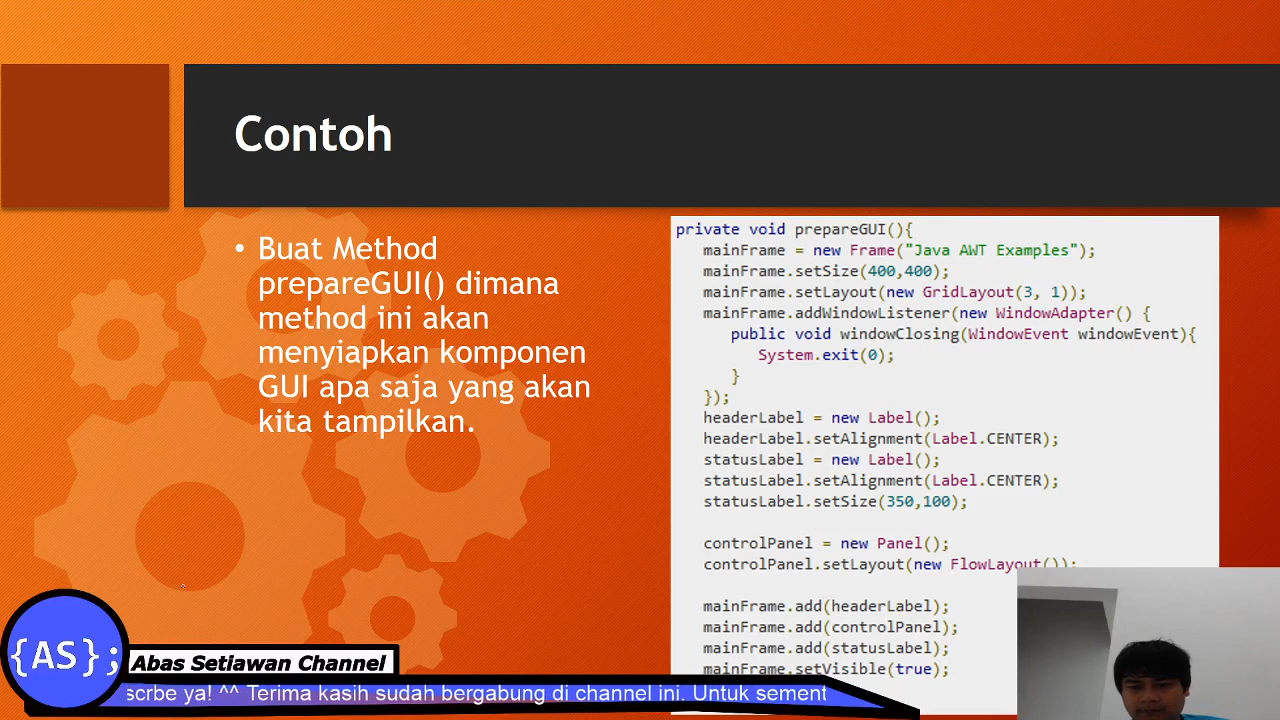 Contoh
• Buat Method
prepareGUI() dimana
method ini akan
menyiapkan komponen
GUI apa saja yang akan
kita tampilkan.
private void prepareGUI(){
mainFrame = new Frame("Java AWT Examples");
mainFrame.setSize(400,400);
mainFrame.setLayout(new GridLayout(3, 1));
mainFrame.addWindowListener(new WindowAdapter() {
public void windowClosing(WindowEvent windowEvent){
System.exit(0);
}
});
headerLabel = new Label();
headerLabel.setAlignment(Label.CENTER);
statusLabel = new Label();
statusLabel.setAlignment(Label.CENTER);
statusLabel.setSize(350,100);
controlPanel = new Panel();
controlPanel.setLayout(new FlowLayout());
mainFrame.add(headerLabel);
mainFrame.add(controlPanel);
mainFrame.add(statusLabel);
mainFrame.setVisible(true);
{AS};
Abas Setiawan Channel
scrbe ya! ^^ Terima kasih sudah bergabung di channel ini. Untuk sement